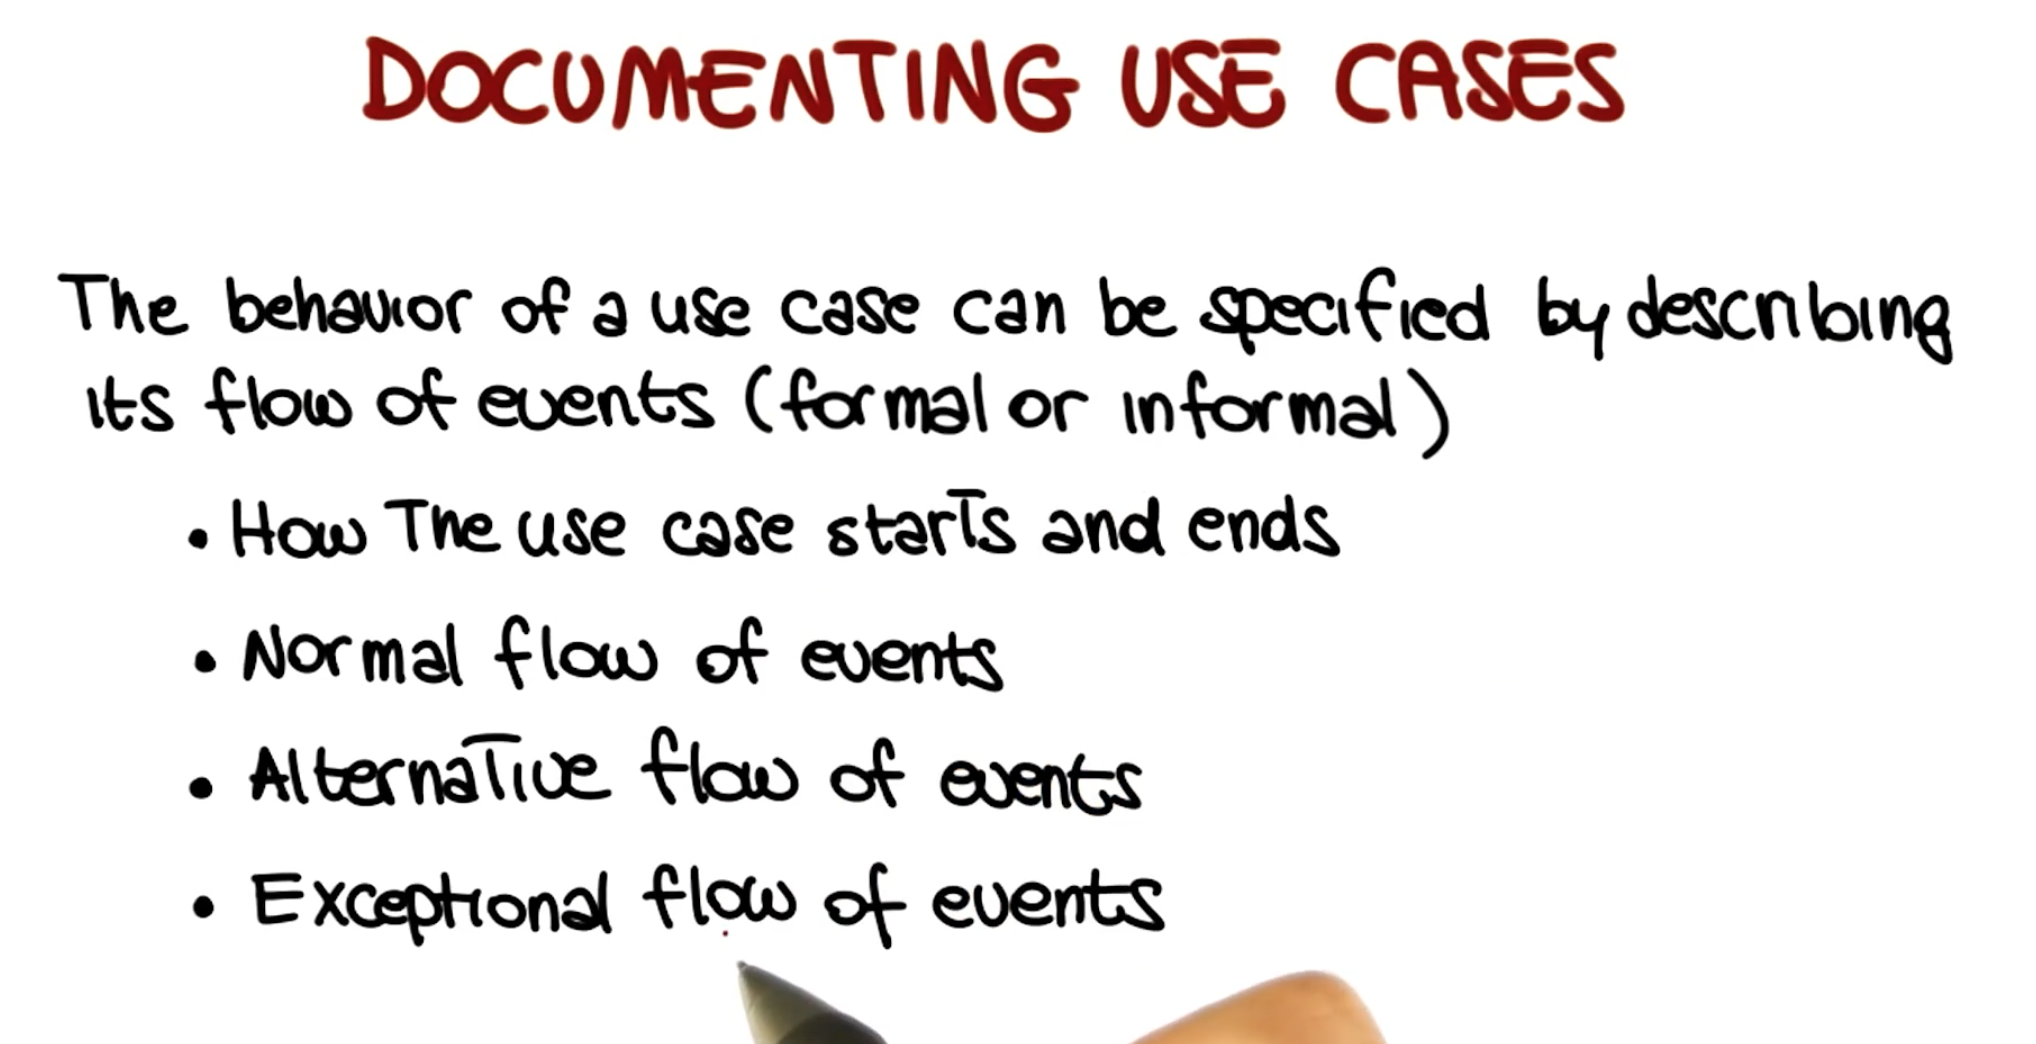 DOCUMENTING USE CASES
The behavior of a use case can be specified by describing
its flow of events (formal or informal)
• How The use case starts and ends
• Normal flow of events
• Alternative flow of events
• Exceptional flow of events